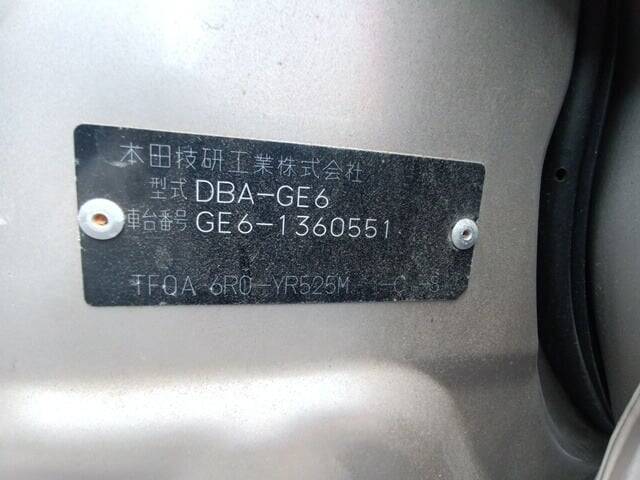 本田技研工業株式会社
型式 DBA-GE6
車台番号 GE6-1360551
TFQA 6R0-YR525M -C -S